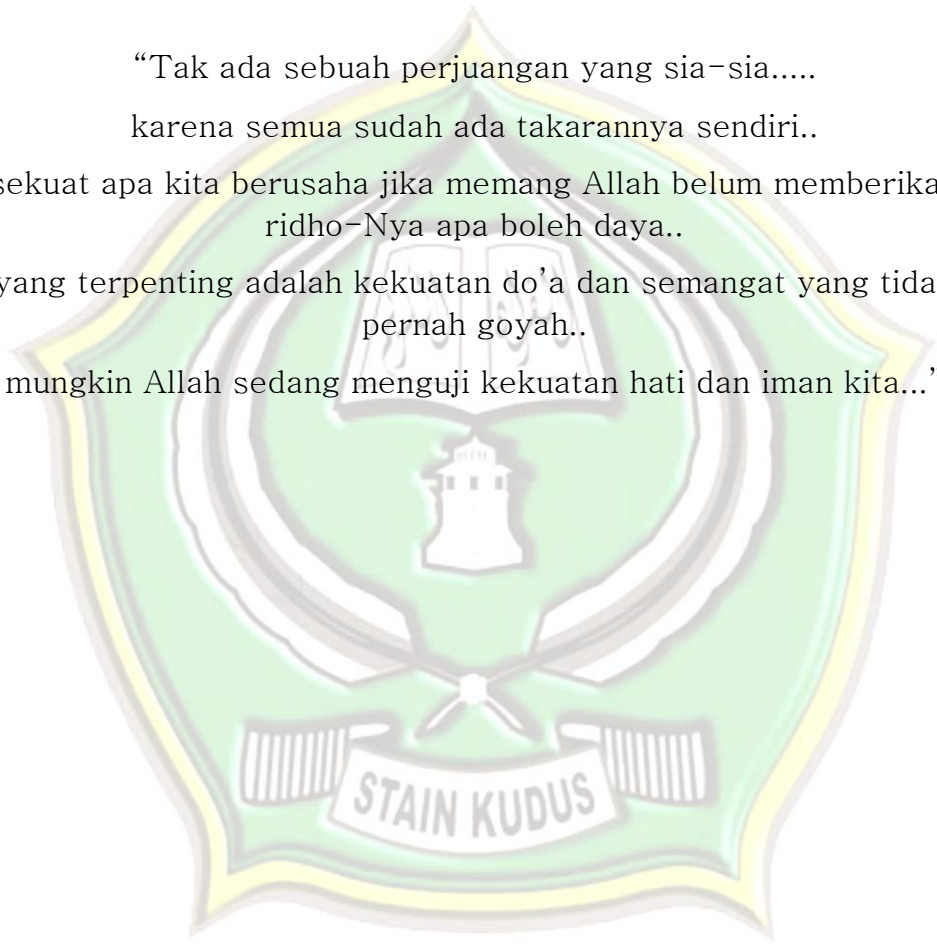 “Tak ada sebuah perjuangan yang sia-sia.....
karena semua sudah ada takarannya sendiri..
sekuat apa kita berusaha jika memang Allah belum memberika
ridho-Nya apa boleh daya..
yang terpenting adalah kekuatan do’a dan semangat yang tida
pernah goyah..
mungkin Allah sedang menguji kekuatan hati dan iman kita...’
STAIN KUDUS